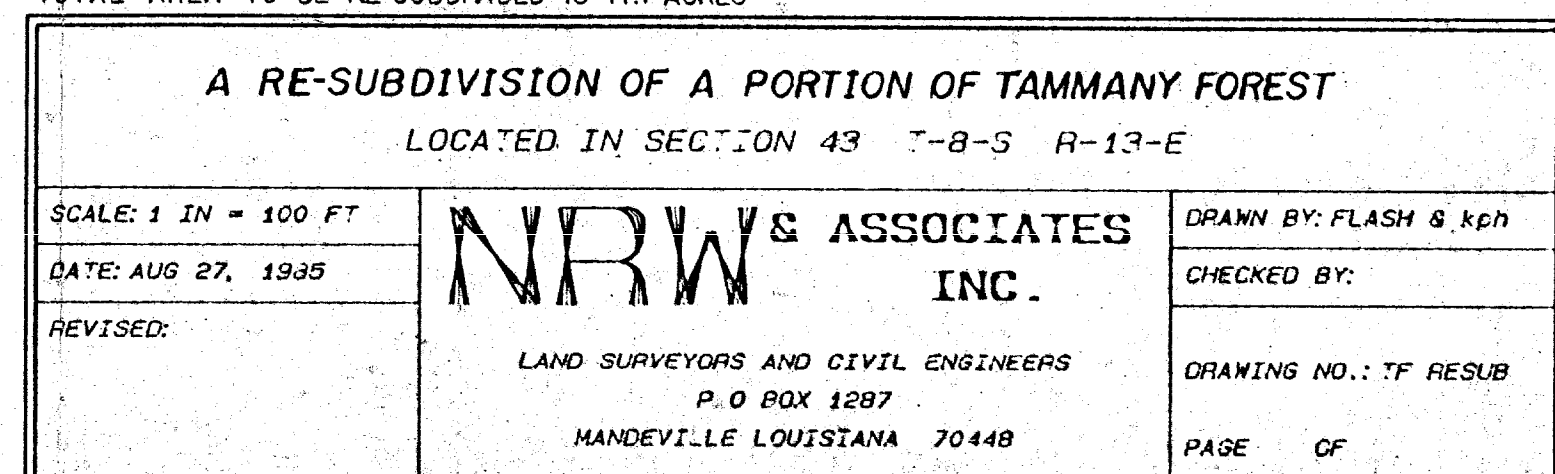 A RE-SUBDIVISION OF A PORTION OF TAMMANY FOREST
LOCATED IN SECTION 43 T-8-S R-13-E
SCALE: 1 IN = 100 FT
DATE: AUG 27, 1985
REVISED:
NRW & ASSOCIATES
INC.
LAND SURVEYORS AND CIVIL ENGINEERS
P.O BOX 1287
MANDEVILLE LOUISIANA 70448
DRAWN BY: FLASH & kph
CHECKED BY:
DRAWING NO.: TF RESUB
PAGE OF